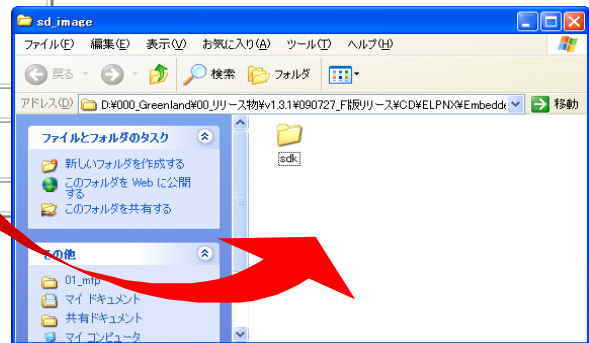 sd_image
ファイル(F) 編集(E) 表示(V) お気に入り(A) ツール(T) ヘルプ(H)
戻る 検索 フォルダ
アドレス(D) D:¥000_Greenland¥00_リリース物¥v1.3.1¥090727_F版リリース¥CD¥ELPNX¥Embedde 移動
ファイルとフォルダのタスク
新しいフォルダを作成する
このフォルダを Web に公開
する
このフォルダを共有する
sdk
その他
01_mfp
マイ ドキュメント
共有ドキュメント
マイ コンピュータ